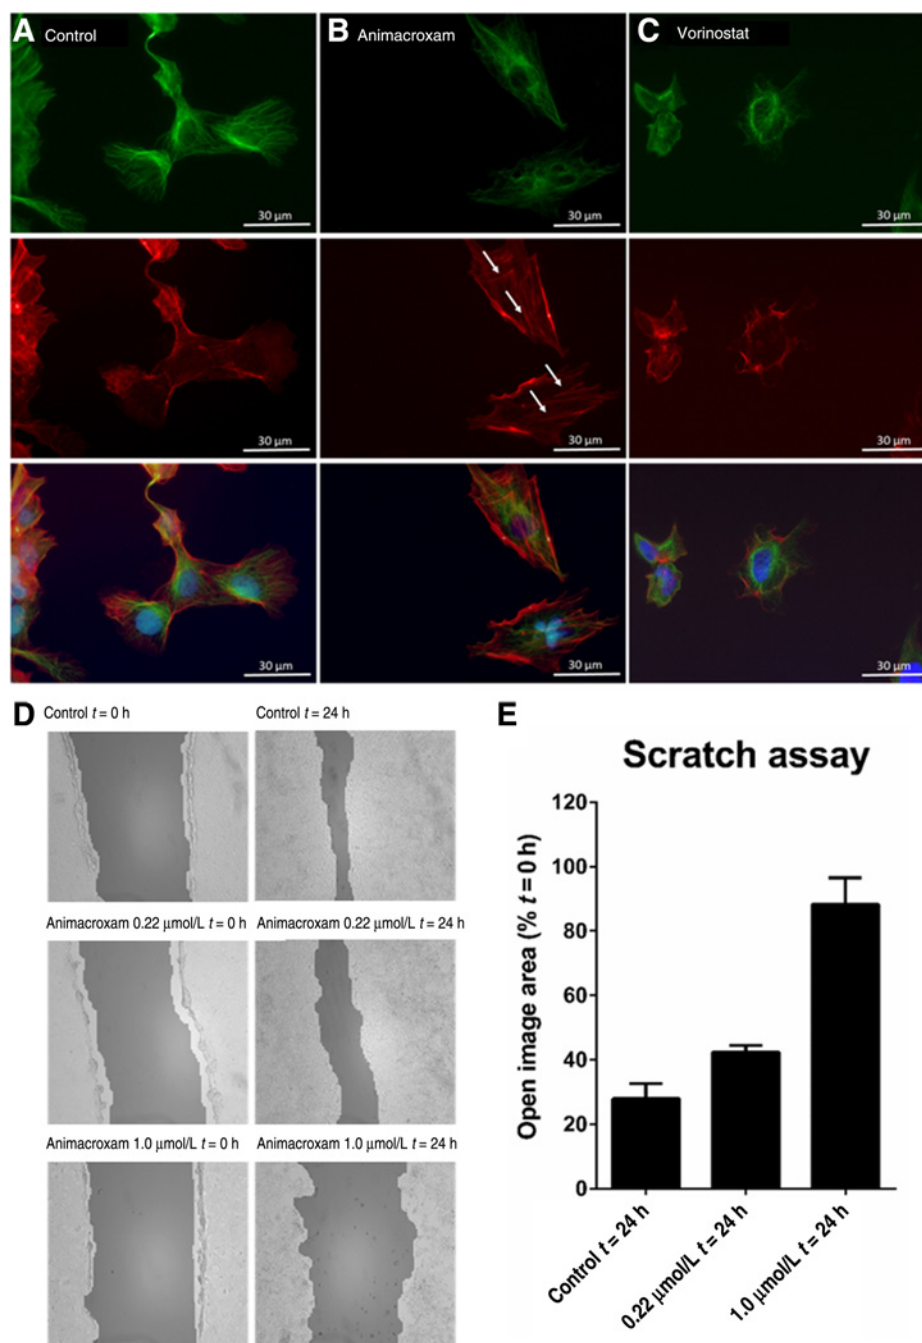 A Control
B Animacroxam
C Vorinostat
30 μm
30 μm
30 μm
30 μm
30 μm
30 μm
30 μm
30 μm
30 μm
D
Control t = 0 h
Control t = 24 h
Animacroxam 0.22 μmol/L t = 0 h
Animacroxam 0.22 μmol/L t = 24 h
Animacroxam 1.0 μmol/L t = 0 h
Animacroxam 1.0 μmol/L t = 24 h
E
Scratch assay
Open image area (% t = 0 h)
120
100
80
60
40
20
0
Control t = 24 h
0.22 μmol/L t = 24 h
1.0 μmol/L t = 24 h